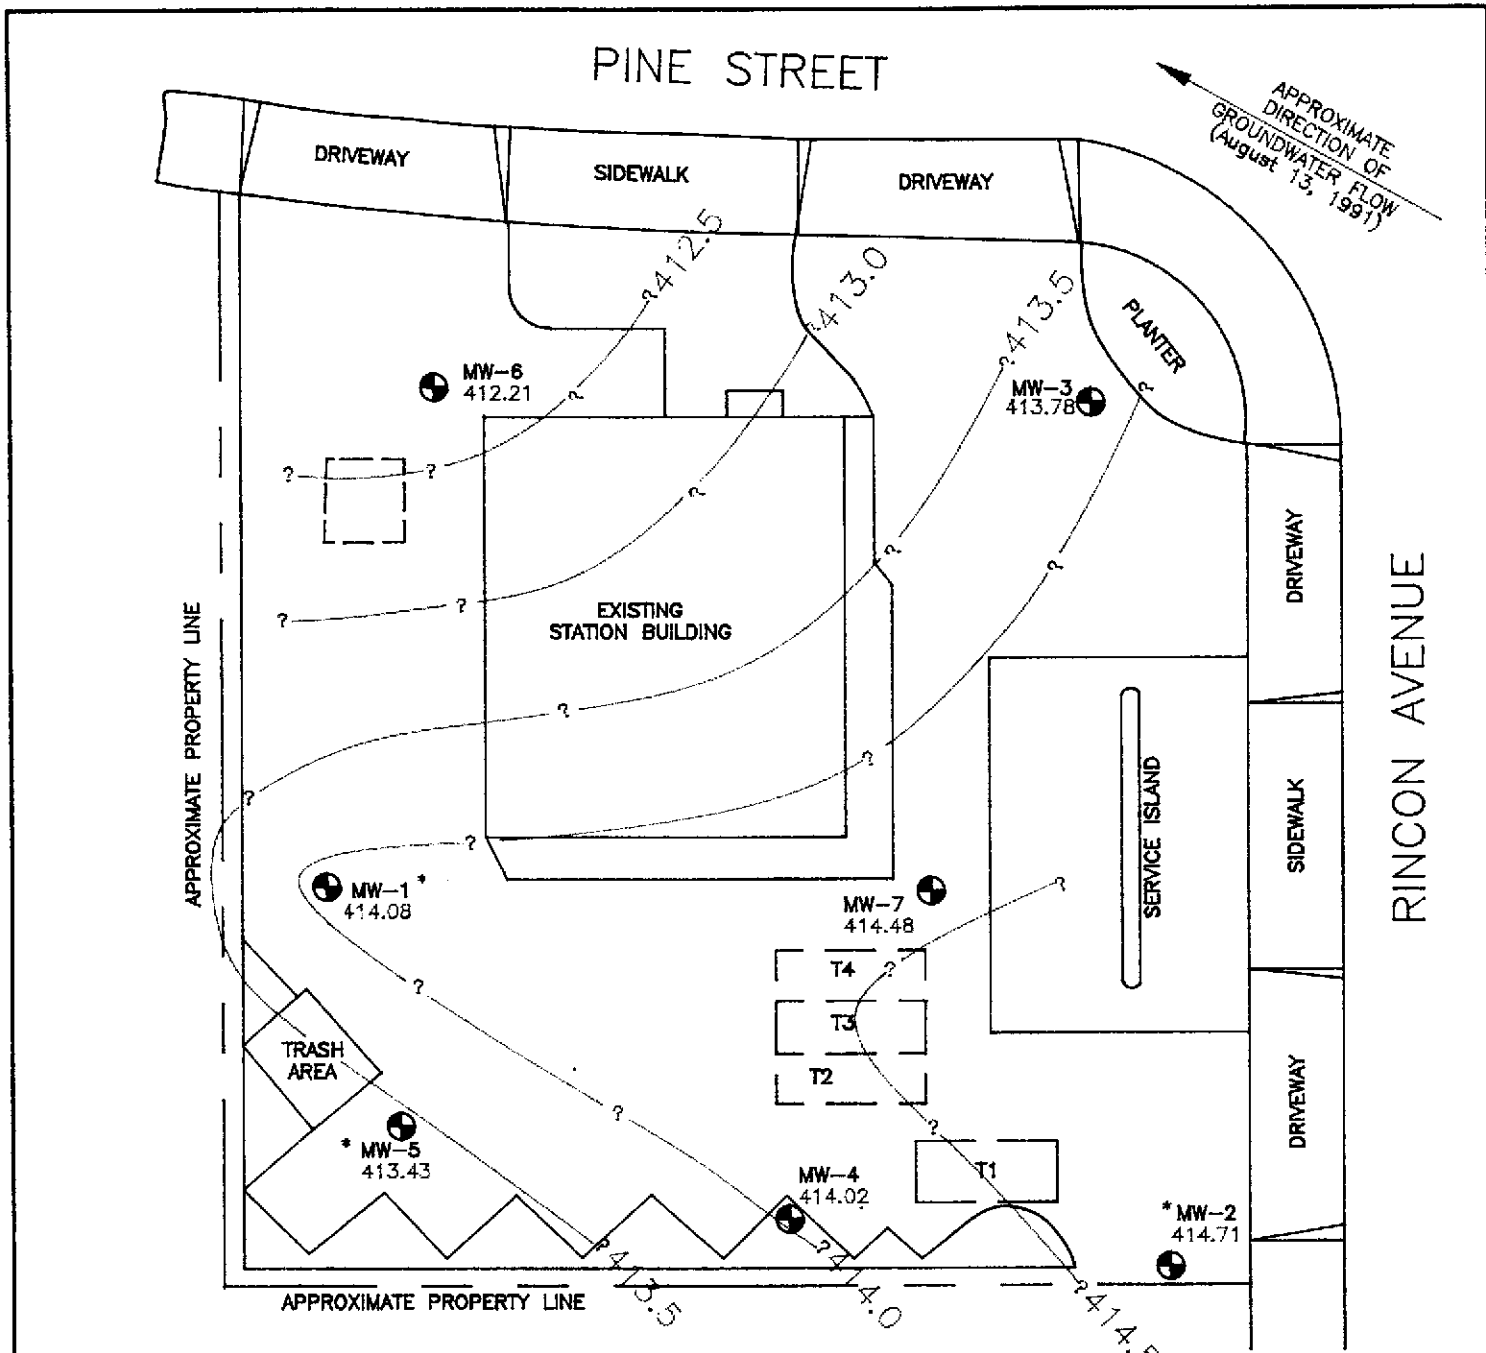 PINE STREET
APPROXIMATE
DIRECTION OF
GROUNDWATER FLOW
(August 13, 1991)
DRIVEWAY
SIDEWALK
DRIVEWAY
PLANTER
?412.5
?413.0
?413.5
MW-6
412.21
MW-3
413.78
?
?
?
?
?
?
?
?
?
DRIVEWAY
RINCON AVENUE
EXISTING
STATION BUILDING
APPROXIMATE PROPERTY LINE
?
?
?
?
SERVICE ISLAND
SIDEWALK
MW-1 *
414.08
MW-7
414.48
?
?
?
T4
T3
T2
TRASH
AREA
?
?
DRIVEWAY
* MW-5
413.43
MW-4
414.02
T1
* MW-2
414.71
?413.5
?414.0
?414.
APPROXIMATE PROPERTY LINE